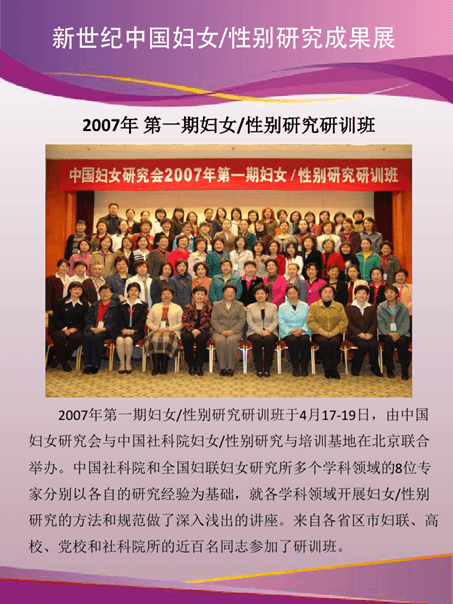 新世纪中国妇女/性别研究成果展
2007年 第一期妇女/性别研究研训班
中国妇女研究会2007年第一期妇女/性别研究研训班
2007年第一期妇女/性别研究研训班于4月17-19日，由中国
妇女研究会与中国社科院妇女/性别研究与培训基地在北京联合
举办。中国社科院和全国妇联妇女研究所多个学科领域的8位专
家分别以各自的研究经验为基础，就各学科领域开展妇女/性别
研究的方法和规范做了深入浅出的讲座。来自各省区市妇联、高
校、党校和社科院所的近百名同志参加了研训班。